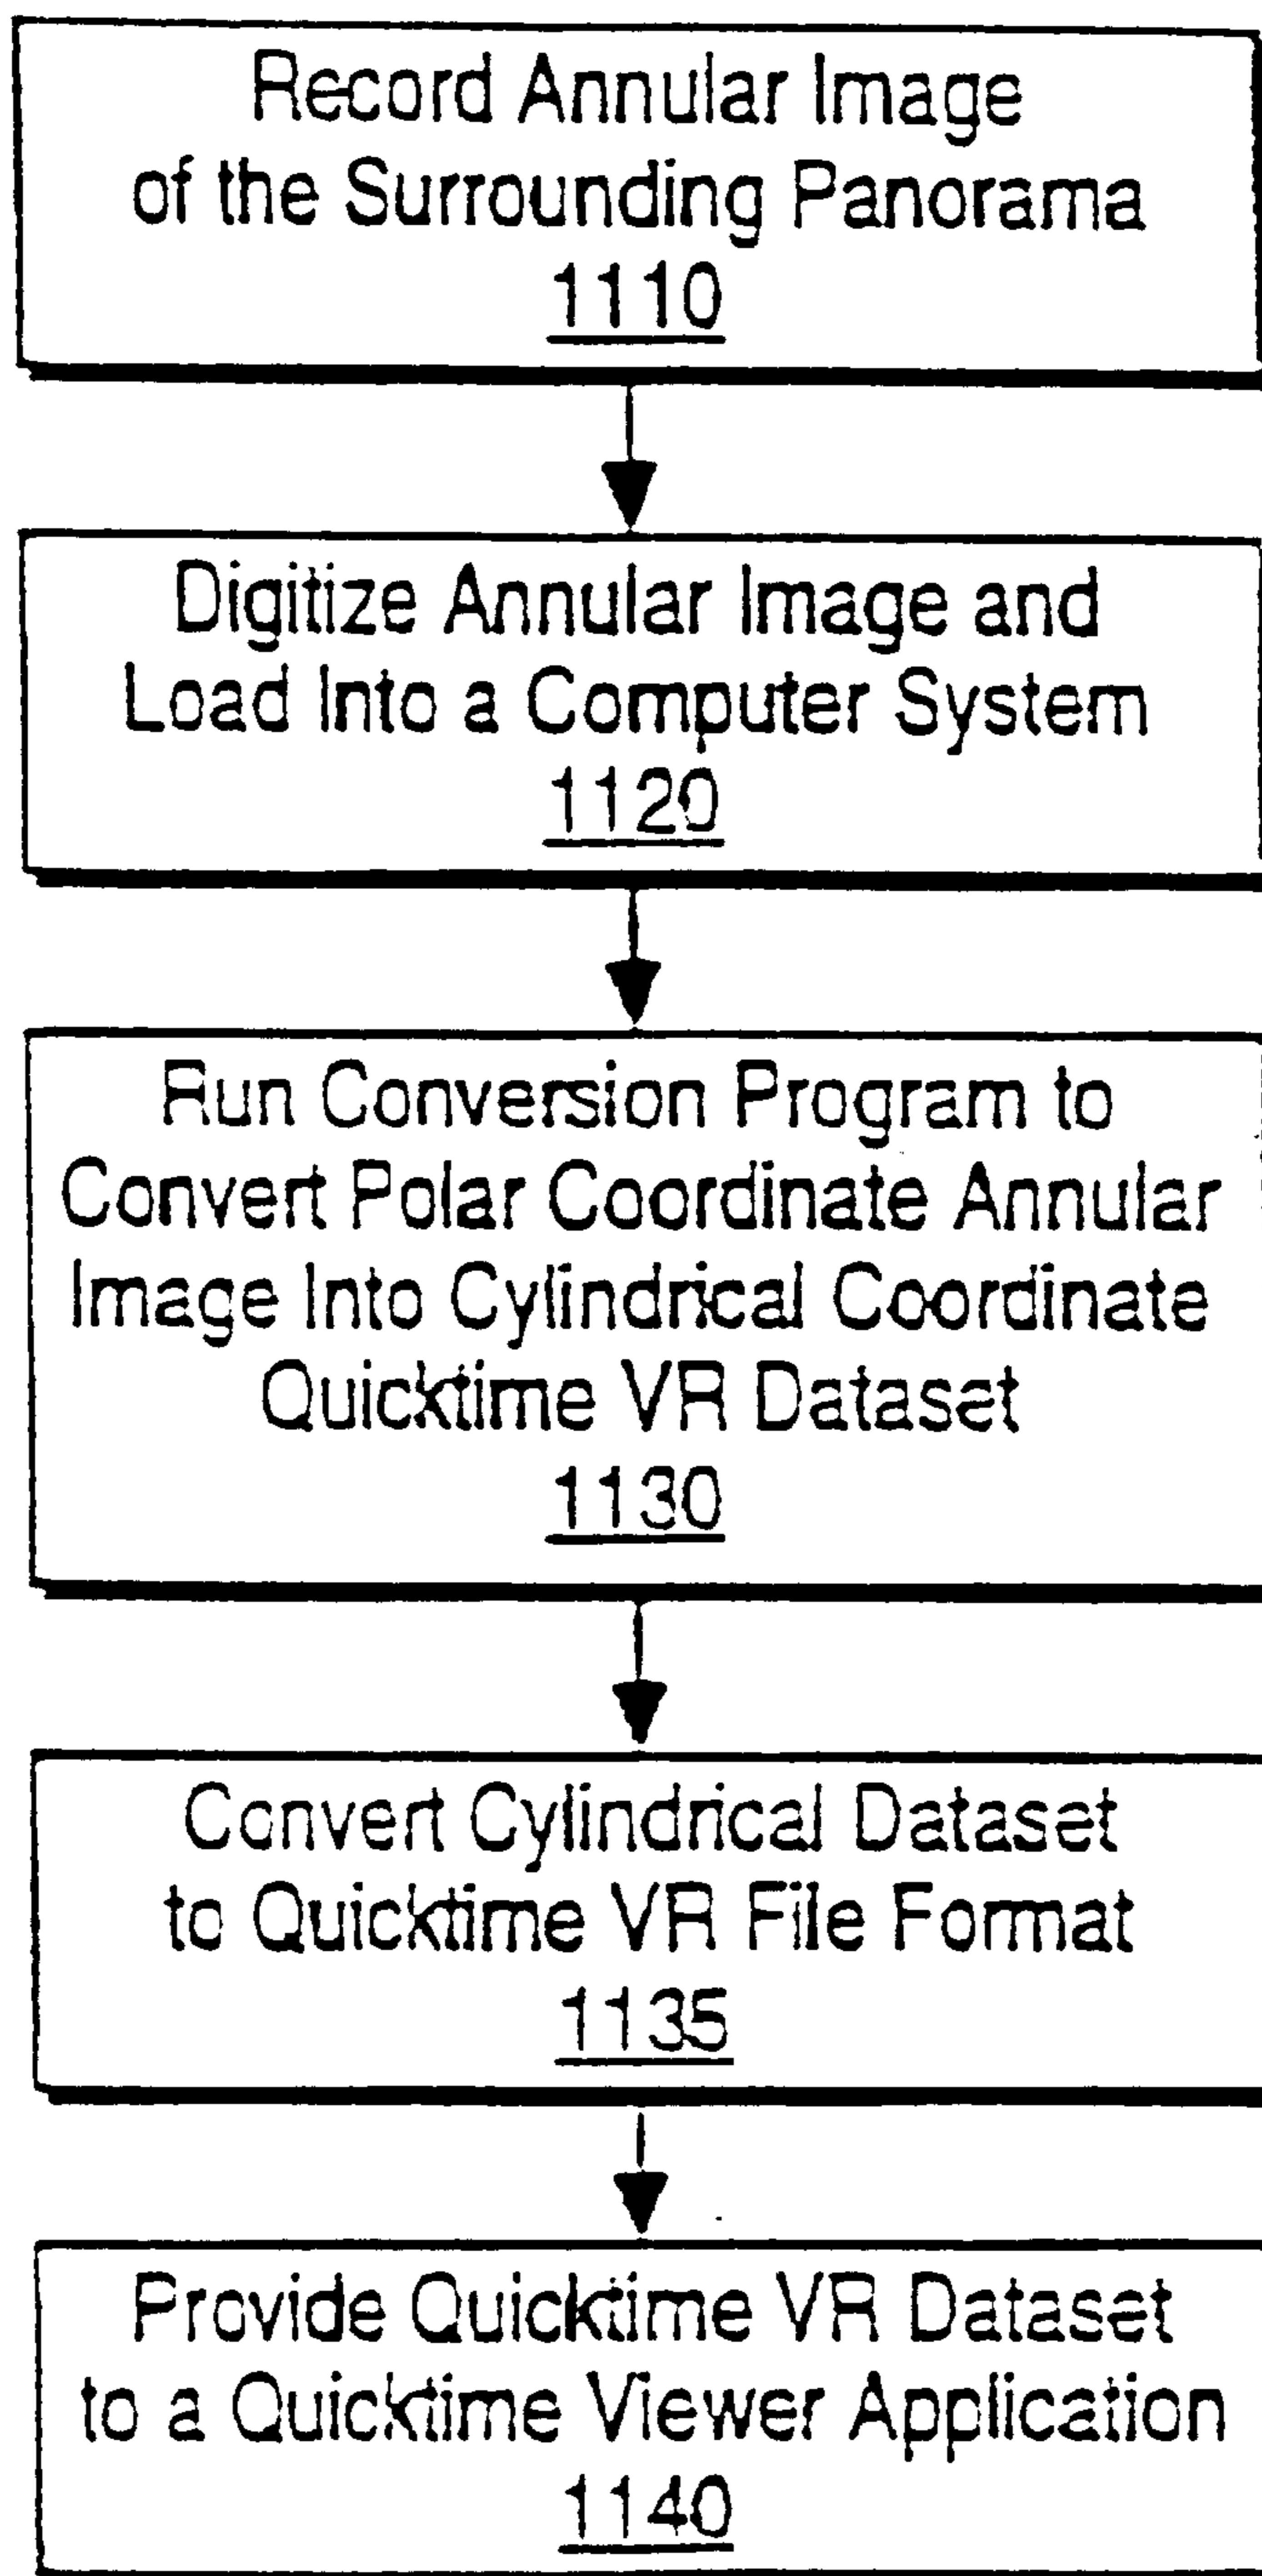 Record Annular Image
of the Surrounding Panorama
1110
Digitize Annular Image and
Load Into a Computer System
1120
Run Conversion Program to
Convert Polar Coordinate Annular
Image Into Cylindrical Coordinate
Quicktime VR Dataset
1130
Convert Cylindrical Dataset
to Quicktime VR File Format
1135
Provide Quicktime VR Dataset
to a Quicktime Viewer Application
1140